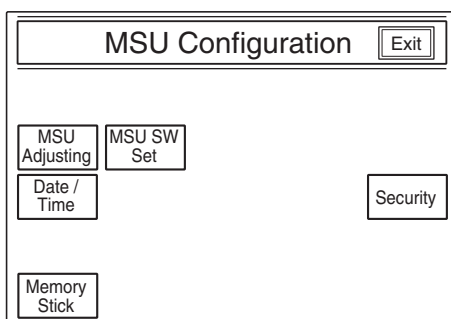 MSU Configuration Exit
MSU
Adjusting
MSU SW
Set
Date /
Time
Security
Memory
Stick